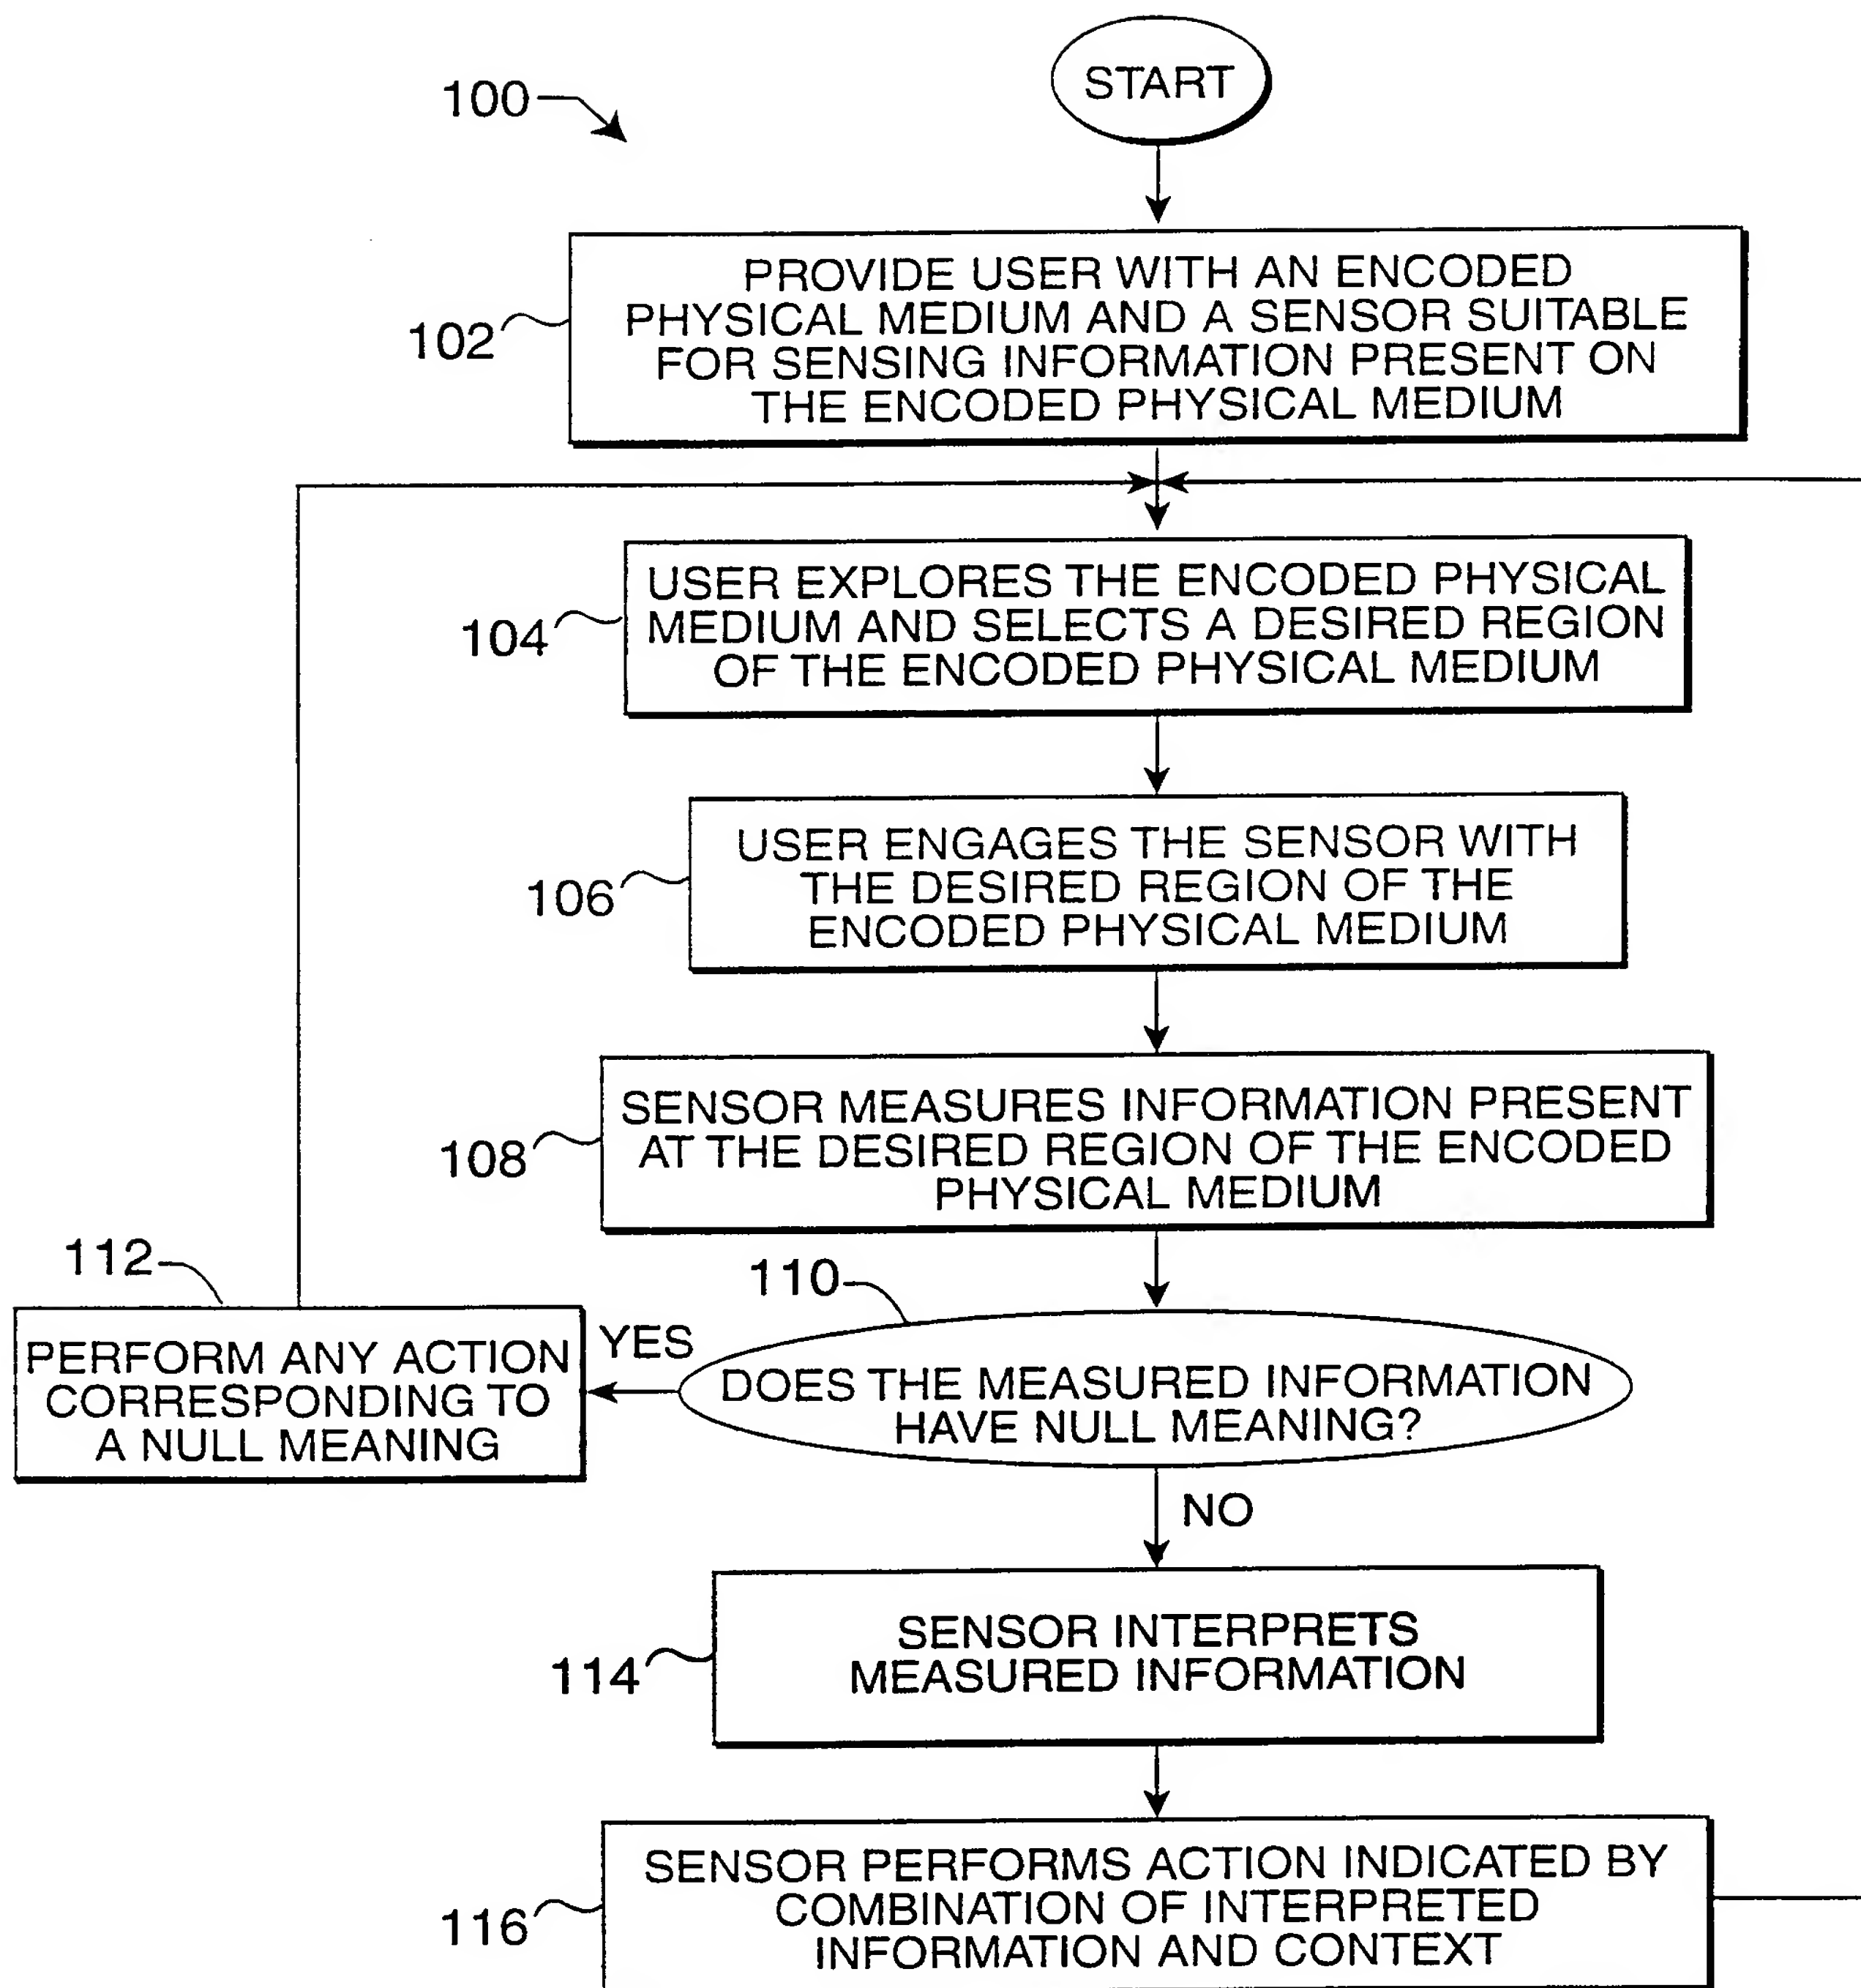 START
100
PROVIDE USER WITH AN ENCODED
PHYSICAL MEDIUM AND A SENSOR SUITABLE
FOR SENSING INFORMATION PRESENT ON
THE ENCODED PHYSICAL MEDIUM
102
USER EXPLORES THE ENCODED PHYSICAL
MEDIUM AND SELECTS A DESIRED REGION
OF THE ENCODED PHYSICAL MEDIUM
104
USER ENGAGES THE SENSOR WITH
THE DESIRED REGION OF THE
ENCODED PHYSICAL MEDIUM
106
SENSOR MEASURES INFORMATION PRESENT
AT THE DESIRED REGION OF THE ENCODED
PHYSICAL MEDIUM
108
112
110
PERFORM ANY ACTION
CORRESPONDING TO
A NULL MEANING
YES
DOES THE MEASURED INFORMATION
HAVE NULL MEANING?
NO
SENSOR INTERPRETS
MEASURED INFORMATION
114
SENSOR PERFORMS ACTION INDICATED BY
COMBINATION OF INTERPRETED
INFORMATION AND CONTEXT
116